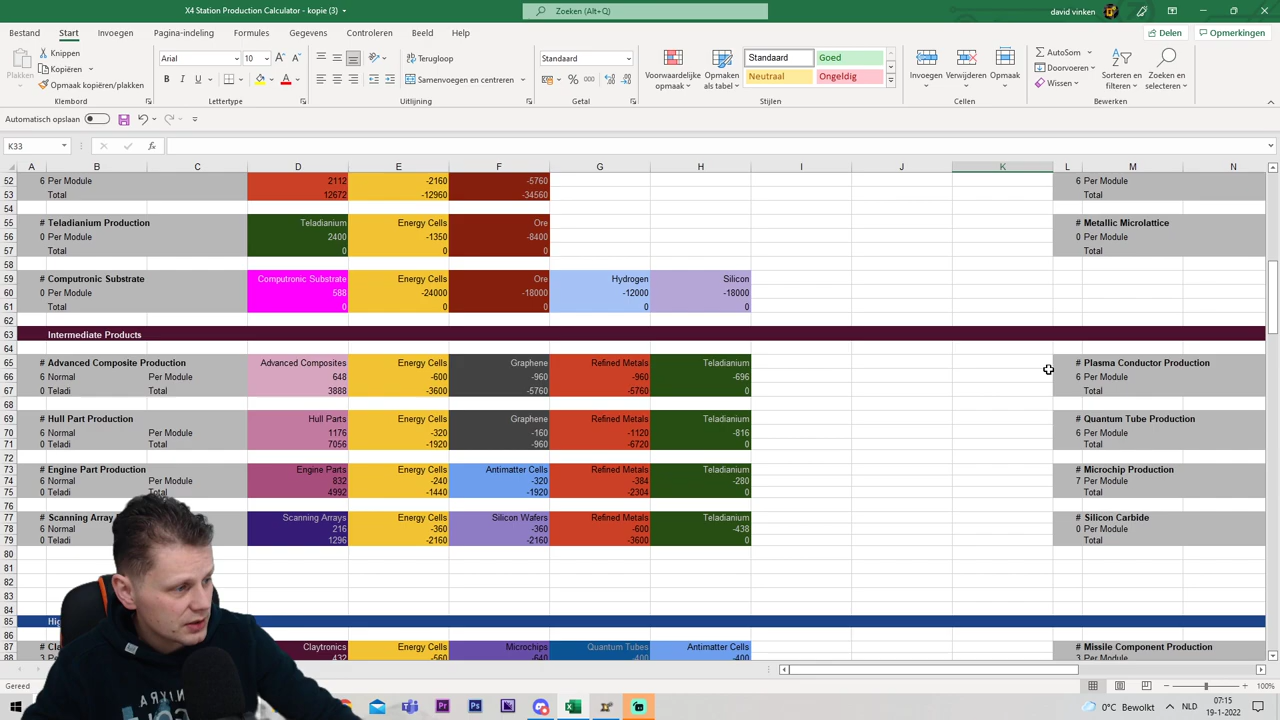 X4 Station Production Calculator - kopie (3)
Zoeken (Alt+Q)
david vinken
Bestand Start Invoegen Pagina-indeling Formules Gegevens Controleren Beeld Help
Delen Opmerkingen
Plakken
Knippen
Kopiëren
Opmaak kopiëren/plakken
Klembord
Arial 10
B I U
Lettertype
Terugloop
Samenvoegen en centreren
Uitlijning
Standaard
Getal
Voorwaardelijke opmaak
Opmaken als tabel
Standaard Goed
Neutraal Ongeldig
Stijlen
Invoegen Verwijderen Opmaak
Cellen
AutoSom
Doorvoeren
Wissen
Sorteren en filteren
Zoeken en selecteren
Bewerken
Automatisch opslaan
K33
A B C D E F G H I J K L M N
52 6 Per Module 2112 -2160 -5760 6 Per Module
53 Total 12672 -12960 -34560 Total
54
55 # Teladianium Production Teladianium Energy Cells Ore # Metallic Microlattice
56 0 Per Module 2400 -1350 -8400 0 Per Module
57 Total 0 0 0 Total
58
59 # Computronic Substrate Computronic Substrate Energy Cells Ore Hydrogen Silicon
60 0 Per Module 588 -24000 -18000 -12000 -18000
61 Total 0 0 0 0 0
62
63 Intermediate Products
64
65 # Advanced Composite Production Advanced Composites Energy Cells Graphene Refined Metals Teladianium # Plasma Conductor Production
66 6 Normal Per Module 648 -600 -960 -960 -696 6 Per Module
67 0 Teladi Total 3888 -3600 -5760 -5760 0 Total
68
69 # Hull Part Production Hull Parts Energy Cells Graphene Refined Metals Teladianium # Quantum Tube Production
70 6 Normal Per Module 1176 -320 -160 -1120 -816 6 Per Module
71 0 Teladi Total 7056 -1920 -960 -6720 0 Total
72
73 # Engine Part Production Engine Parts Energy Cells Antimatter Cells Refined Metals Teladianium # Microchip Production
74 6 Normal Per Module 832 -240 -320 -384 -280 7 Per Module
75 0 Teladi Total 4992 -1440 -1920 -2304 0 Total
76
77 # Scanning Array Scanning Arrays Energy Cells Silicon Wafers Refined Metals Teladianium # Silicon Carbide
78 6 Normal 216 -360 -360 -600 -438 0 Per Module
79 0 Teladi 1296 -2160 -2160 -3600 0 Total
80
81
82
83
84
85
86
87 # Claytronics Energy Cells Microchips Quantum Tubes Antimatter Cells # Missile Component Production
88 3 432 -560 -640 -400 -400 3 Per Module
Gereed
100%
0°C Bewolkt
NLD
07:15
19-1-2022